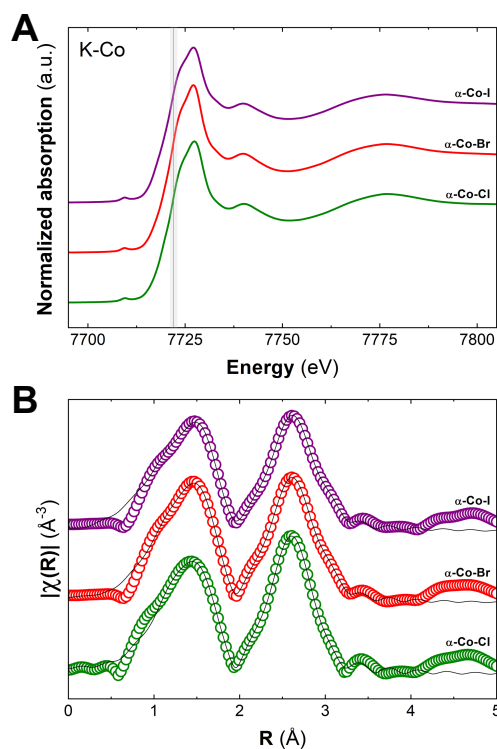 A
K-Co
α-Co-I
α-Co-Br
α-Co-Cl
Normalized absorption (a.u.)
7700 7725 7750 7775 7800
Energy (eV)
B
α-Co-I
α-Co-Br
α-Co-Cl
|χ(R)| (Å-3)
0 1 2 3 4 5
R (Å)